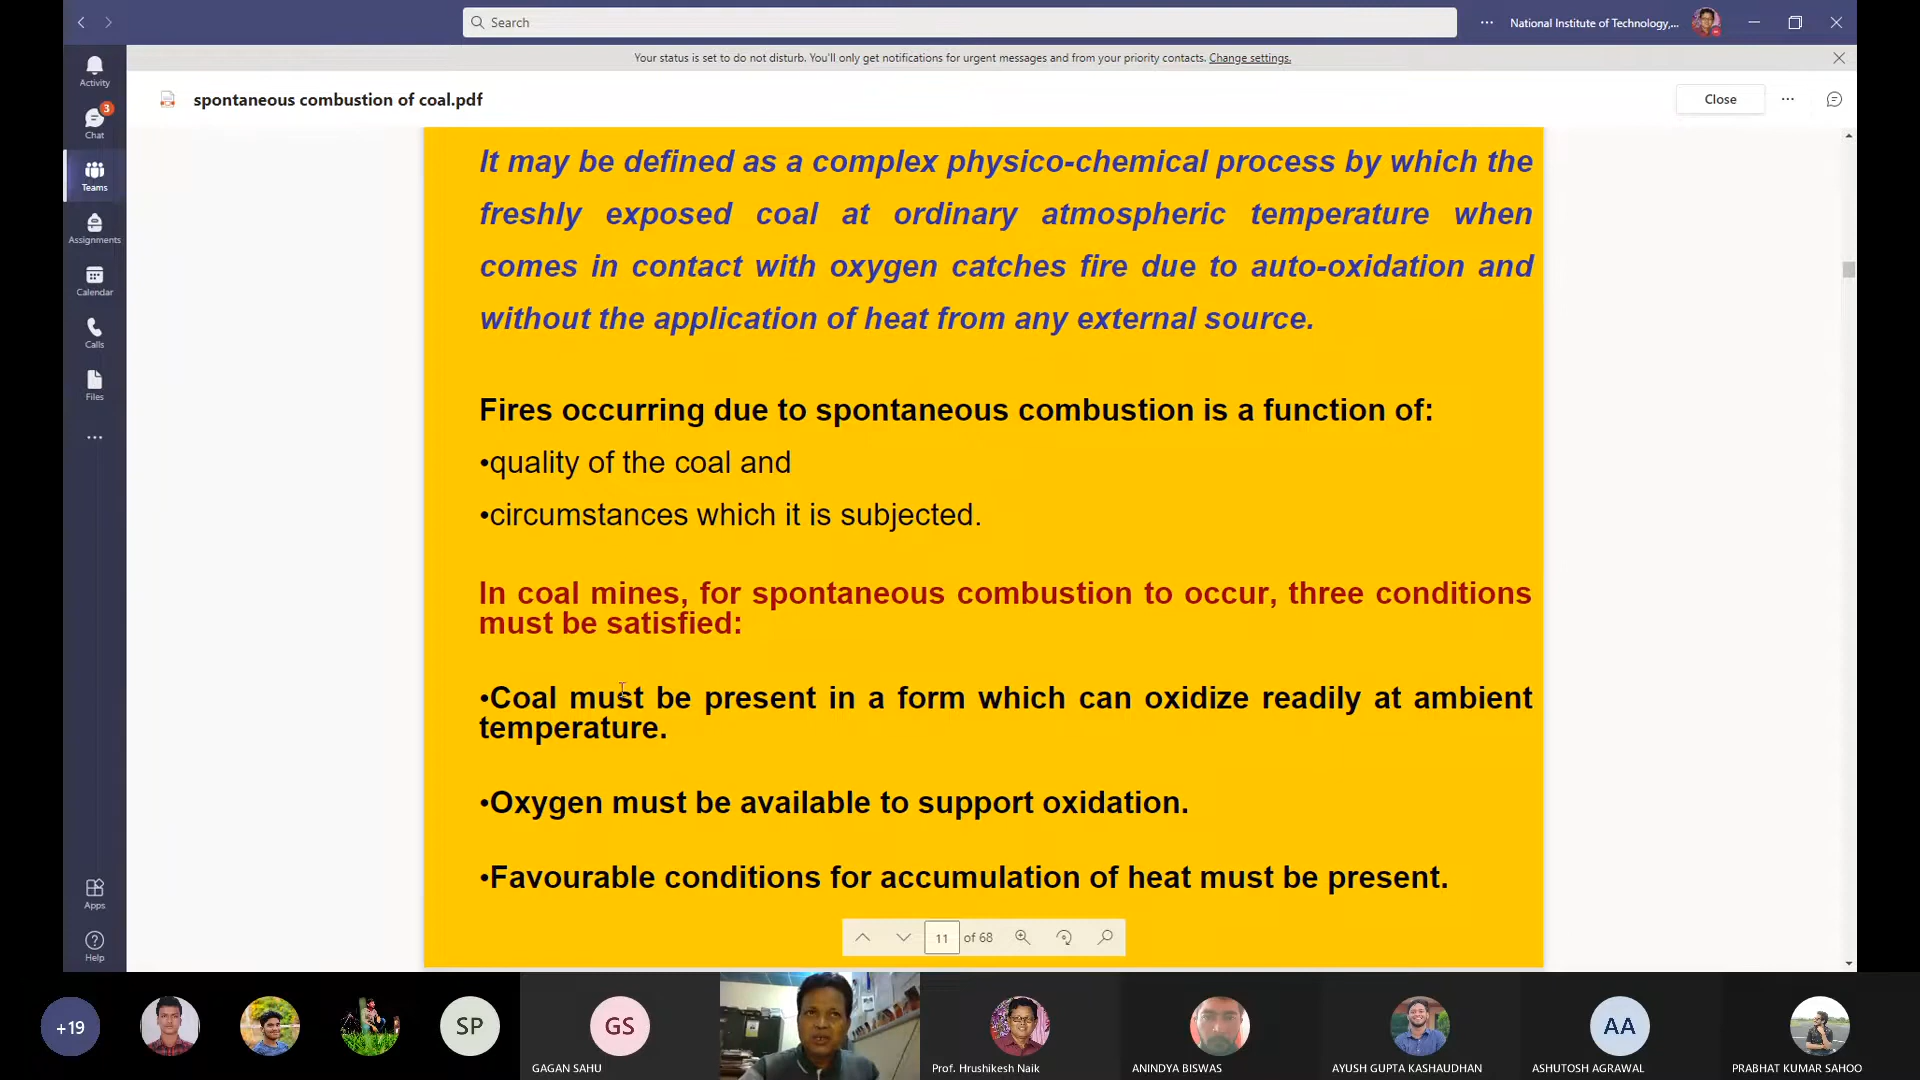 Search
National Institute of Technology,...
Your status is set to do not disturb. You'll only get notifications for urgent messages and from your priority contacts. Change settings.
Activity
3
Chat
Teams
Assignments
Calendar
Calls
Files
Apps
Help
spontaneous combustion of coal.pdf
Close
It may be defined as a complex physico-chemical process by which the
freshly exposed coal at ordinary atmospheric temperature when
comes in contact with oxygen catches fire due to auto-oxidation and
without the application of heat from any external source.
Fires occurring due to spontaneous combustion is a function of:
•quality of the coal and
•circumstances which it is subjected.
In coal mines, for spontaneous combustion to occur, three conditions
must be satisfied:
•Coal must be present in a form which can oxidize readily at ambient
temperature.
•Oxygen must be available to support oxidation.
•Favourable conditions for accumulation of heat must be present.
11 of 68
+19
SP
GS
GAGAN SAHU
Prof. Hrushikesh Naik
ANINDYA BISWAS
AYUSH GUPTA KASHAUDHAN
AA
ASHUTOSH AGRAWAL
PRABHAT KUMAR SAHOO